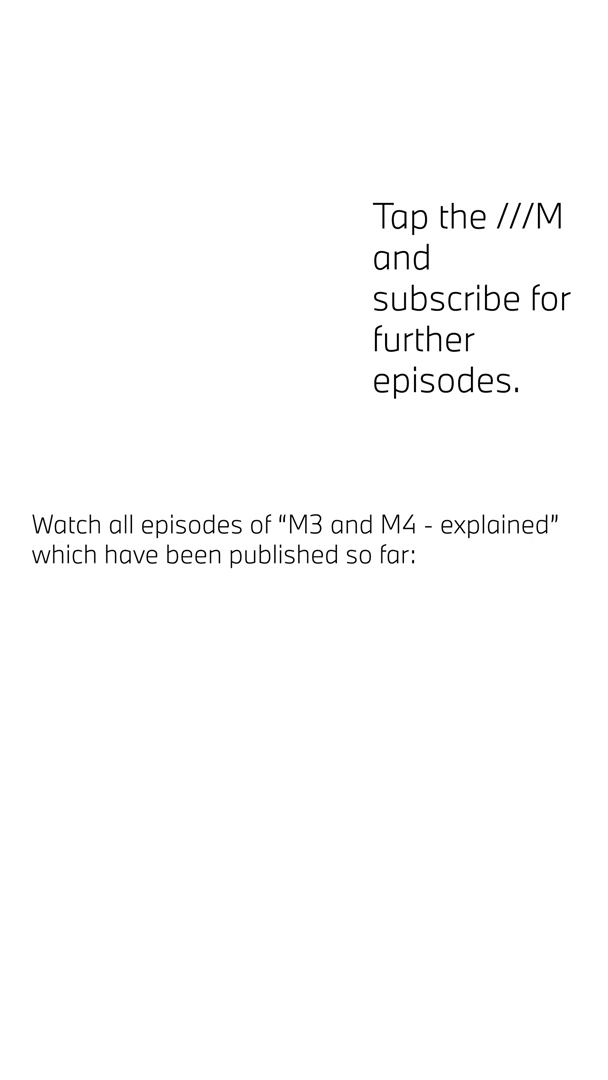 Tap the ///M
and
subscribe for
further
episodes.
Watch all episodes of “M3 and M4 - explained”
which have been published so far: